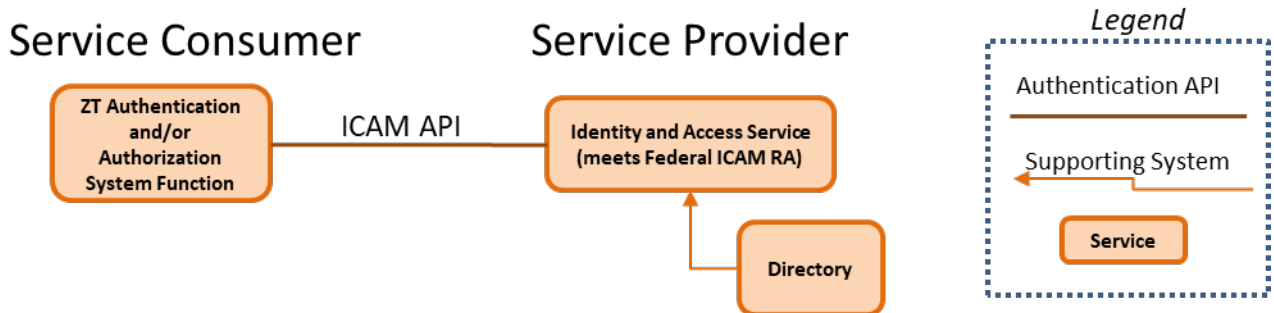 Service Consumer
Service Provider
Legend
ZT Authentication
and/or
Authorization
System Function
ICAM API
Identity and Access Service
(meets Federal ICAM RA)
Directory
Authentication API
Supporting System
Service